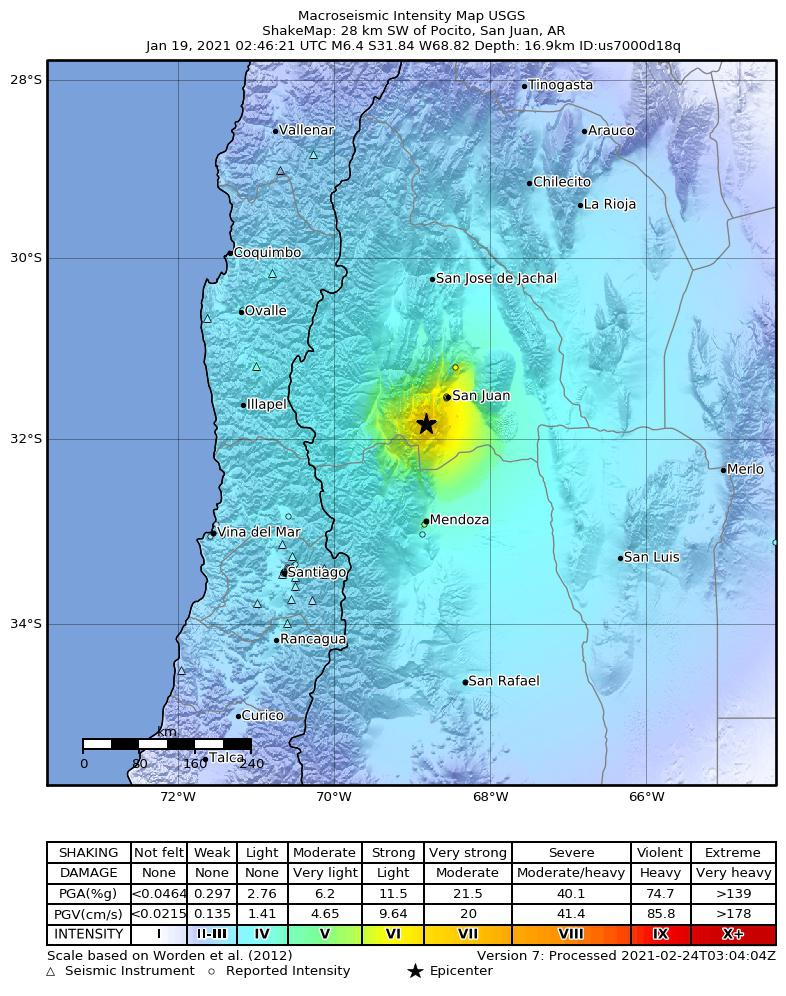 Macroseismic Intensity Map USGS
ShakeMap: 28 km SW of Pocito, San Juan, AR
Jan 19, 2021 02:46:21 UTC M6.4 S31.84 W68.82 Depth: 16.9km ID:us7000d18q
28°S
Tinogasta
Vallenar
Arauco
Chilecito
La Rioja
30°S
Coquimbo
San Jose de Jachal
Ovalle
San Juan
Illapel
32°S
Merlo
Mendoza
Vina del Mar
San Luis
Santiago
34°S
Rancagua
San Rafael
Curico
km
Talca
0 80 160 240
72°W 70°W 68°W 66°W
SHAKING Not felt Weak Light Moderate Strong Very strong Severe Violent Extreme
DAMAGE None None None Very light Light Moderate Moderate/heavy Heavy Very heavy
PGA(%g) <0.0464 0.297 2.76 6.2 11.5 21.5 40.1 74.7 >139
PGV(cm/s) <0.0215 0.135 1.41 4.65 9.64 20 41.4 85.8 >178
INTENSITY I II-III IV V VI VII VIII IX X+
Scale based on Worden et al. (2012) Version 7: Processed 2021-02-24T03:04:04Z
Seismic Instrument Reported Intensity Epicenter